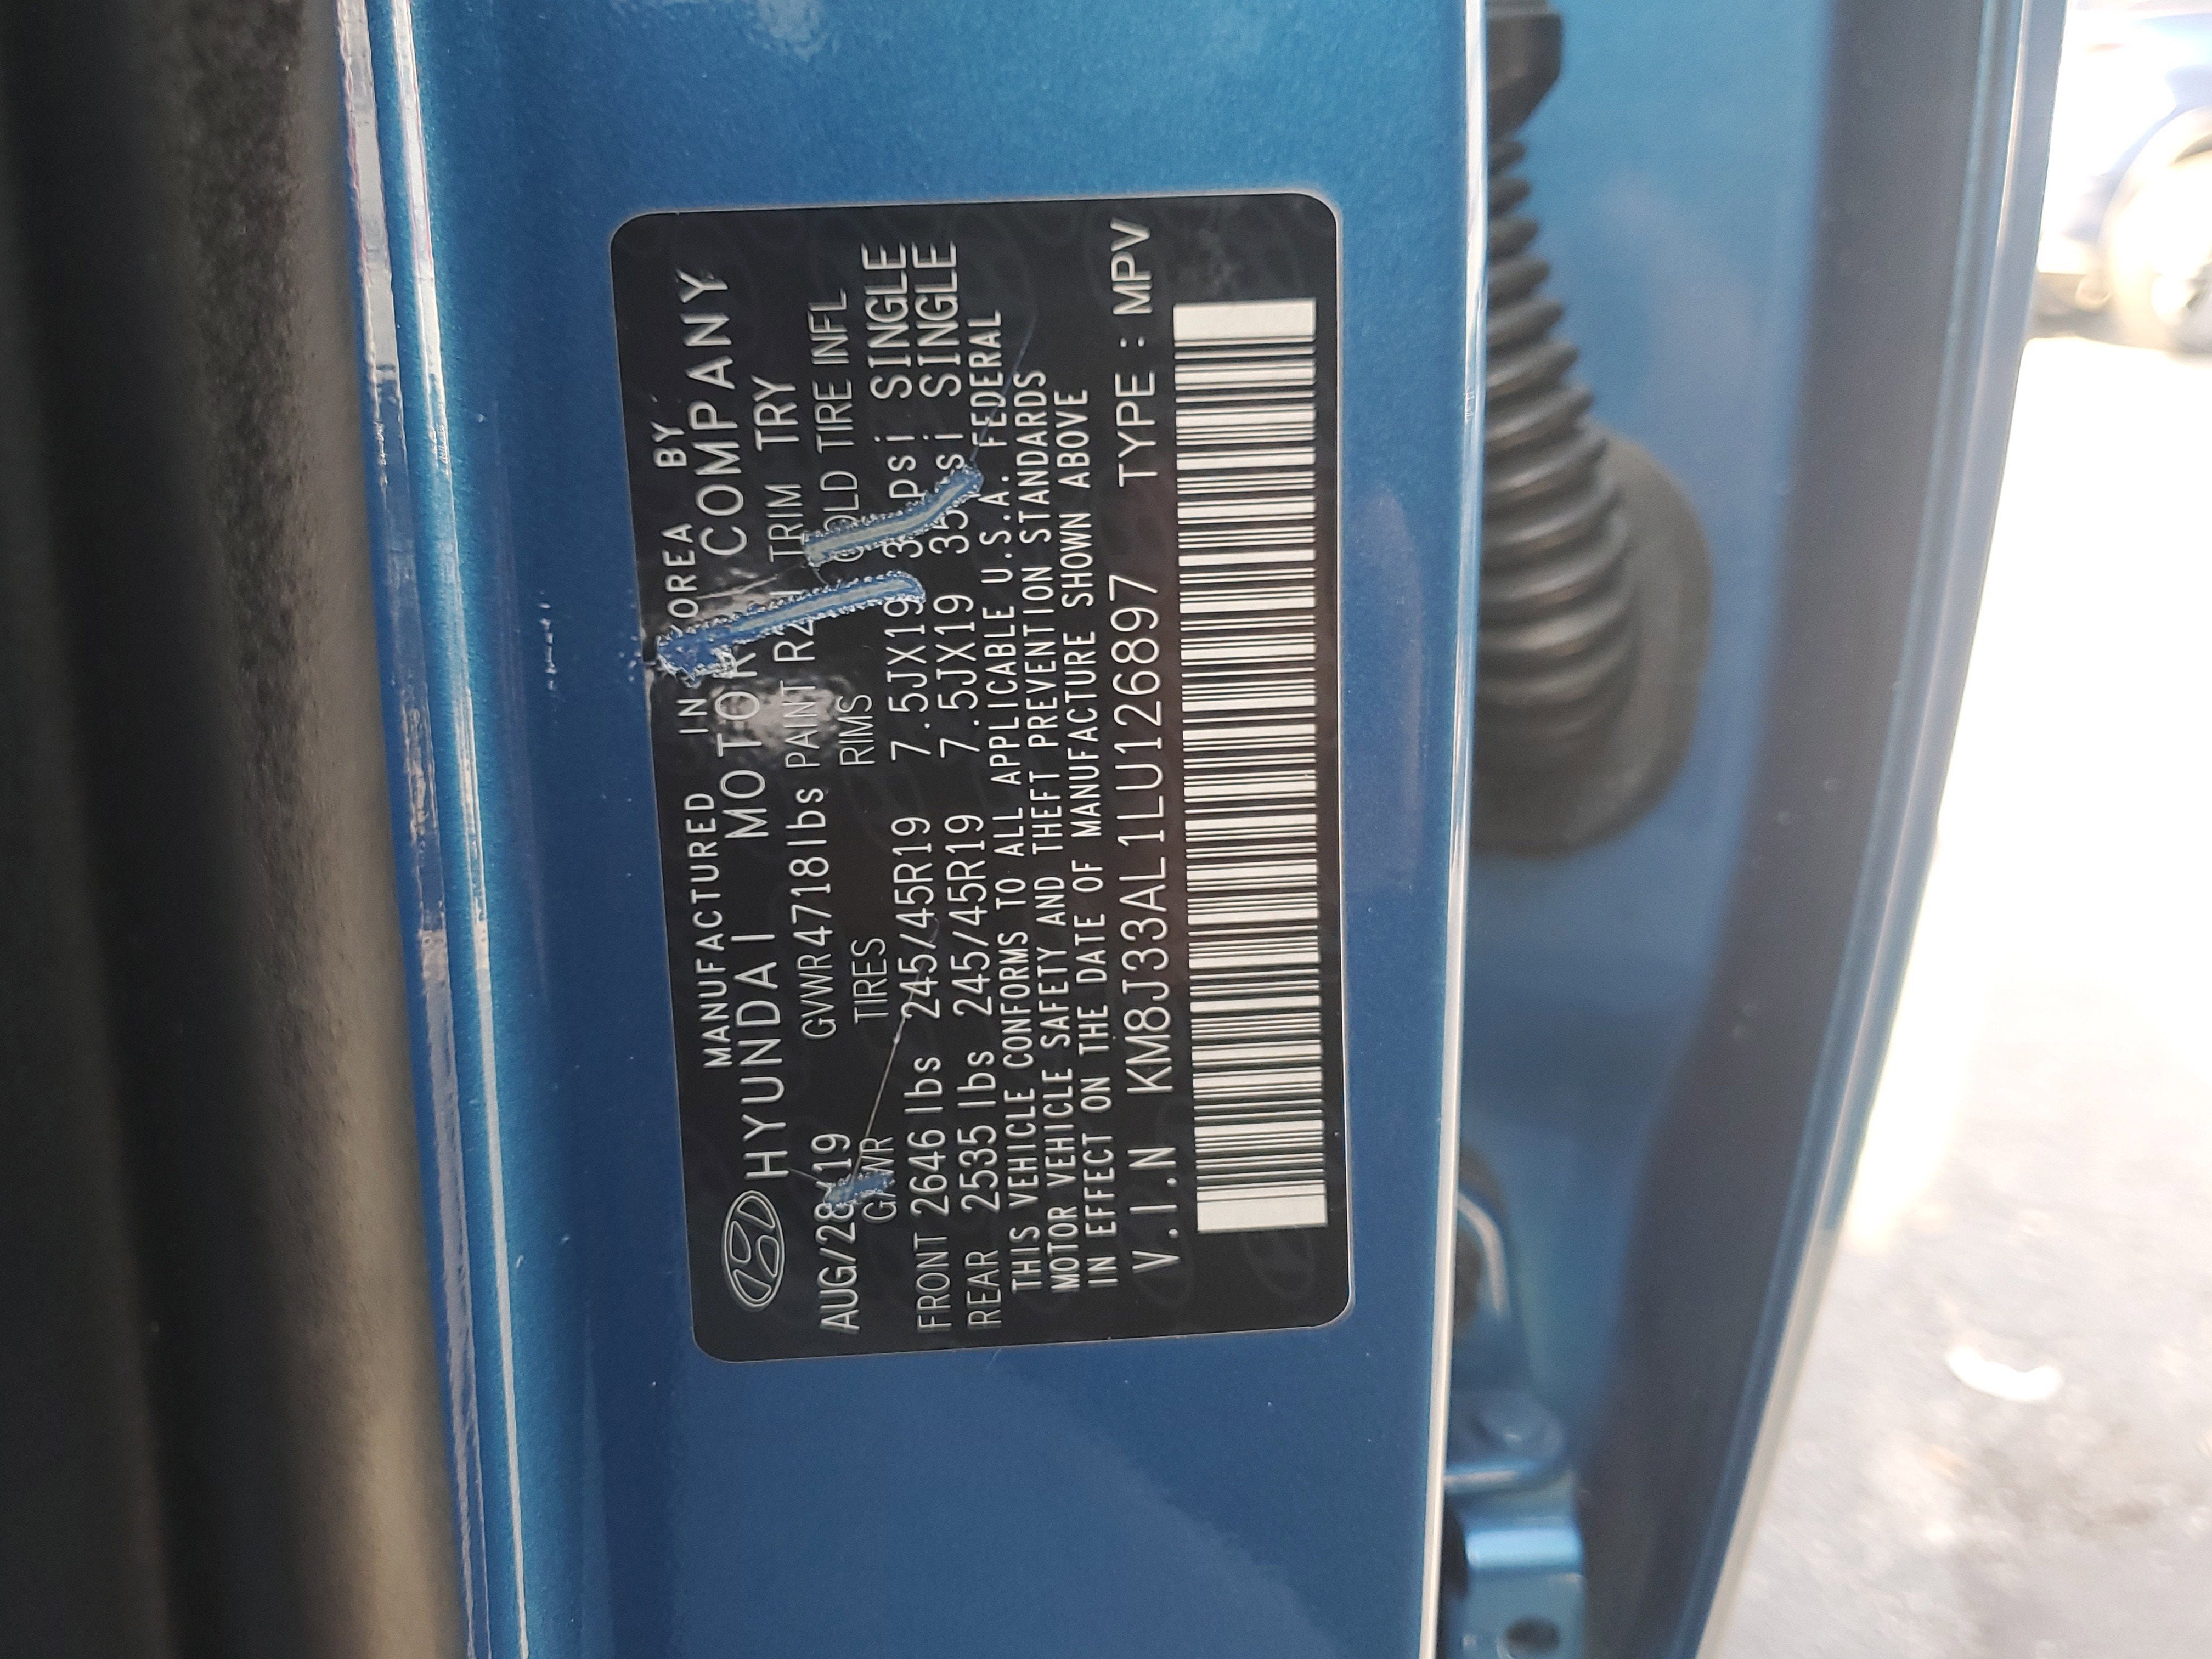 MANUFACTURED IN KOREA BY
HYUNDAI MOTOR COMPANY
AUG/28/19 GVWR 4718lbs PAINT TRIM TRY
GAWR TIRES RIMS COLD TIRE INFL
FRONT 2646 lbs 245/45R19 7.5JX19 psi SINGLE
REAR 2535 lbs 245/45R19 7.5JX19 35 psi SINGLE
THIS VEHICLE CONFORMS TO ALL APPLICABLE U.S.A. FEDERAL
MOTOR VEHICLE SAFETY AND THEFT PREVENTION STANDARDS
IN EFFECT ON THE DATE OF MANUFACTURE SHOWN ABOVE
V.I.N KM8J33AL1LU126897 TYPE : MPV